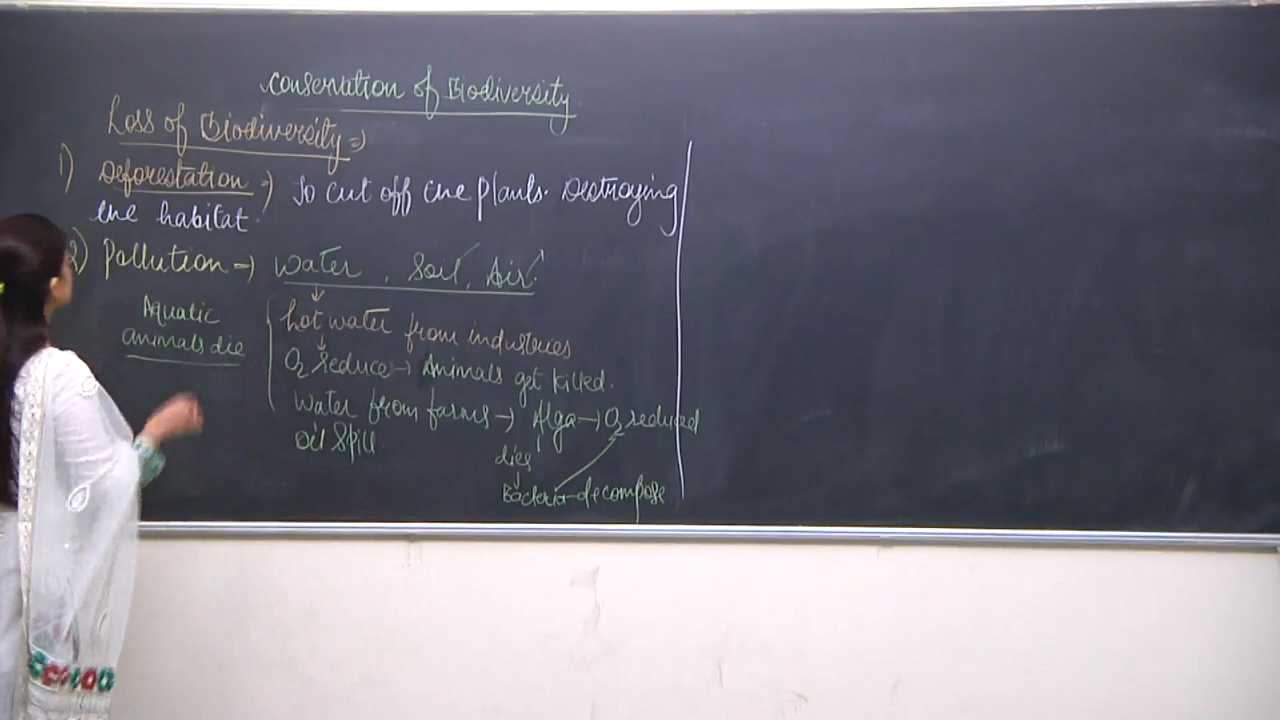 Conservation of Biodiversity
Loss of Biodiversity ⇒
1) Deforestation ⇒ To cut off the plants. Destroying
the habitat.
2) Pollution → Water, Soil, Air.
Aquatic
animals die
hot water from industries
O2 reduce → Animals get killed.
Water from farms → Alga → O2 reduced
oil spill
dies
Bacteria - decompose